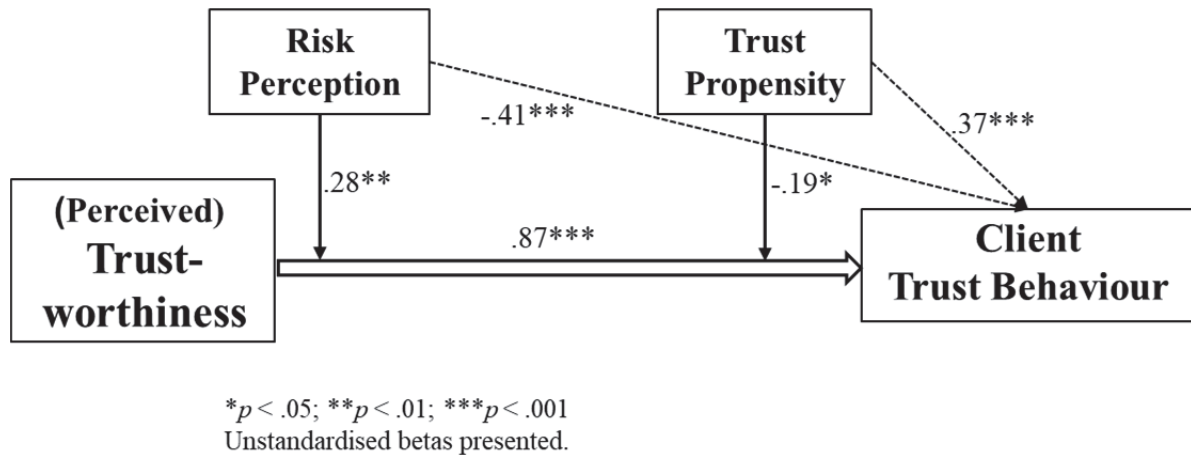 Risk
Perception
Trust
Propensity
-.41***
.37***
.28**
-.19*
(Perceived)
Trust-
worthiness
.87***
Client
Trust Behaviour
*p < .05; **p < .01; ***p < .001
Unstandardised betas presented.